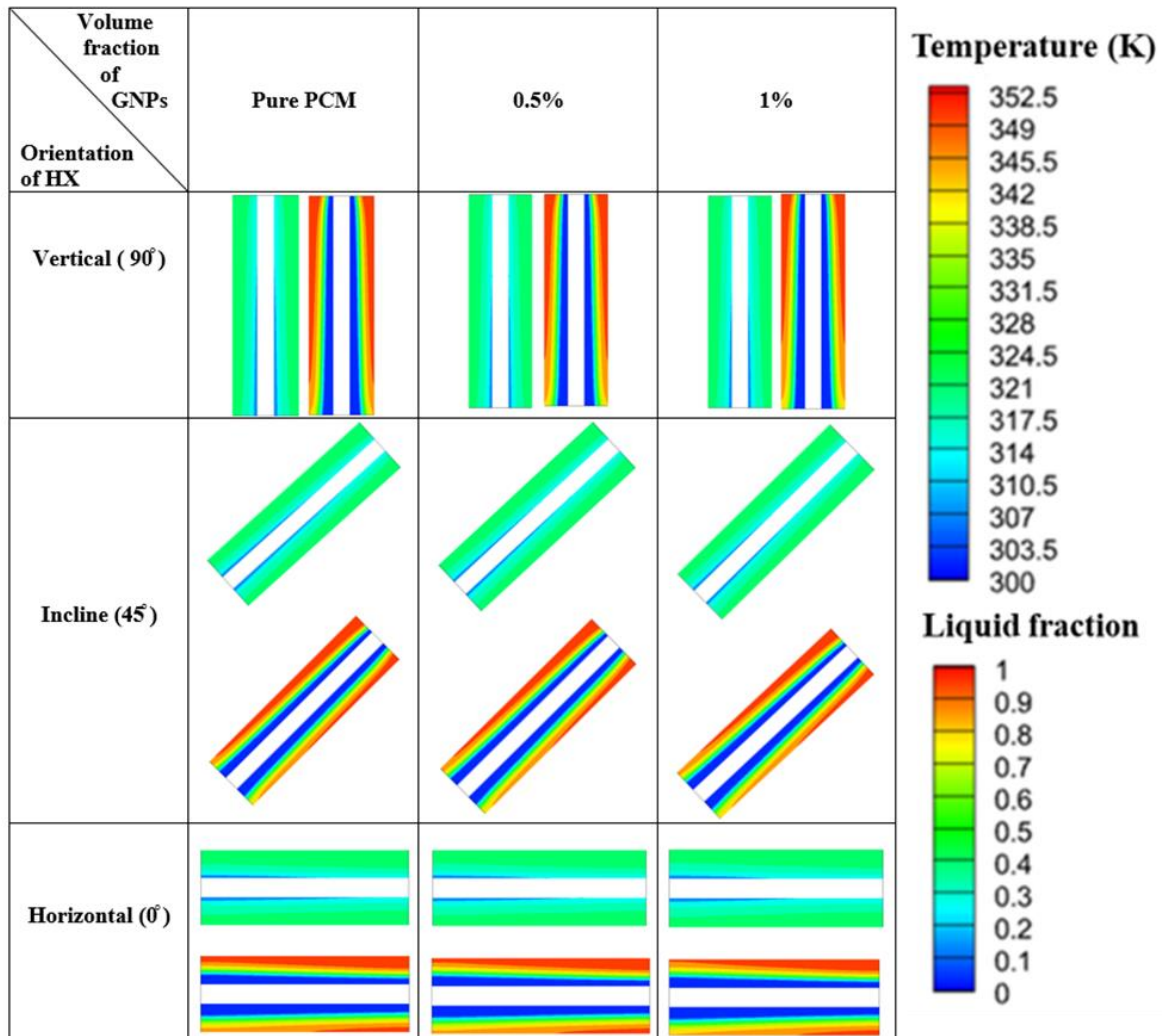 Volume
fraction
of
GNPs
Orientation
of HX
Pure PCM
0.5%
1%
Vertical ( 90°)
Incline (45°)
Horizontal (0°)
Temperature (K)
352.5
349
345.5
342
338.5
335
331.5
328
324.5
321
317.5
314
310.5
307
303.5
300
Liquid fraction
1
0.9
0.8
0.7
0.6
0.5
0.4
0.3
0.2
0.1
0